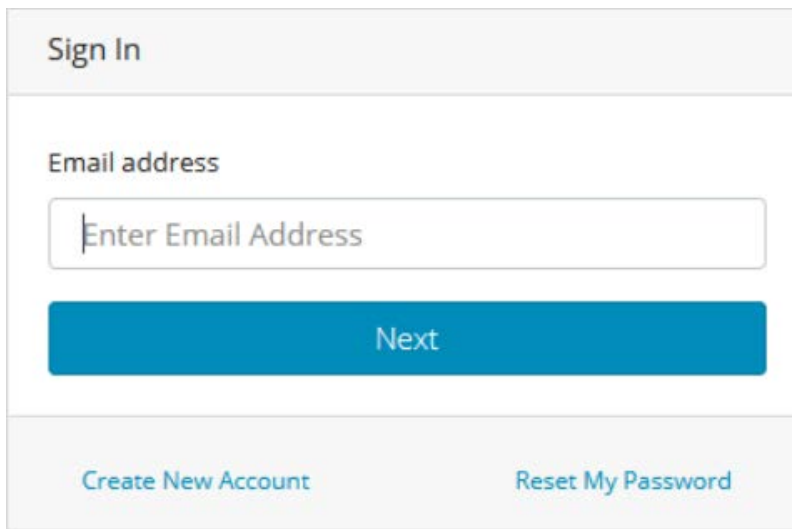 Sign In
Email address
Enter Email Address
Next
Create New Account Reset My Password